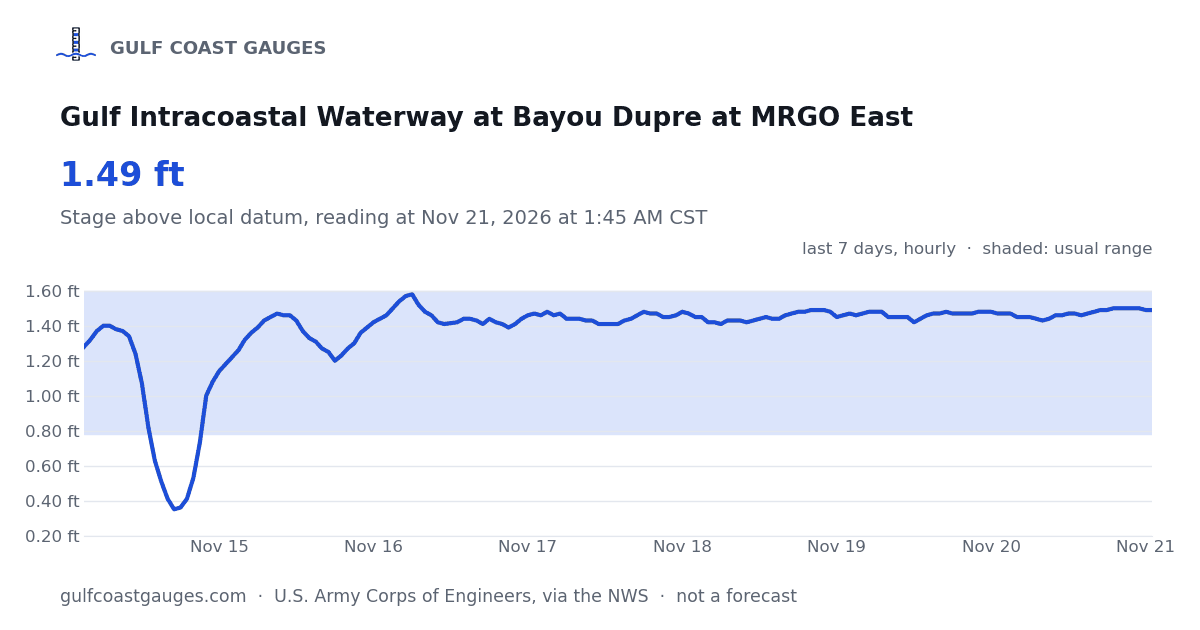 GULF COAST GAUGES
Gulf Intracoastal Waterway at Bayou Dupre at MRGO East
1.49 ft
Stage above local datum, reading at Nov 21, 2026 at 1:45 AM CST
last 7 days, hourly · shaded: usual range
1.60 ft
1.40 ft
1.20 ft
1.00 ft
0.80 ft
0.60 ft
0.40 ft
0.20 ft
Nov 15 Nov 16 Nov 17 Nov 18 Nov 19 Nov 20 Nov 21
gulfcoastgauges.com · U.S. Army Corps of Engineers, via the NWS · not a forecast